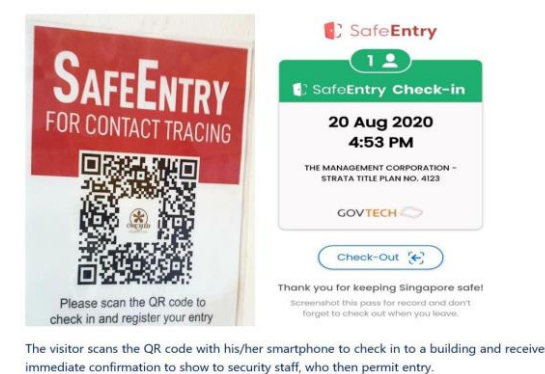 SAFEENTRY
FOR CONTACT TRACING
Please scan the QR code to
check in and register your entry
SafeEntry
1
SafeEntry Check-in
20 Aug 2020
4:53 PM
THE MANAGEMENT CORPORATION -
STRATA TITLE PLAN NO. 4123
GOVTECH
Check-Out
Thank you for keeping Singapore safe!
Screenshot this pass for record and don't
forget to check out when you leave.
The visitor scans the QR code with his/her smartphone to check in to a building and receive
immediate confirmation to show to security staff, who then permit entry.